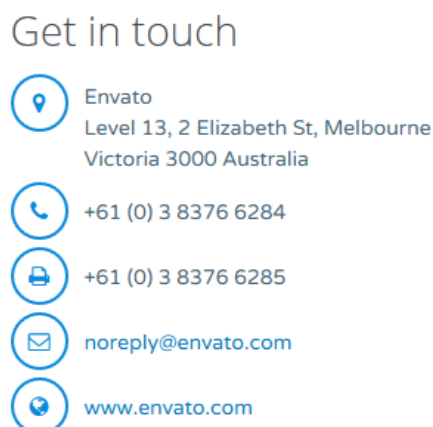 Get in touch
Envato
Level 13, 2 Elizabeth St, Melbourne
Victoria 3000 Australia
+61 (0) 3 8376 6284
+61 (0) 3 8376 6285
noreply@envato.com
www.envato.com